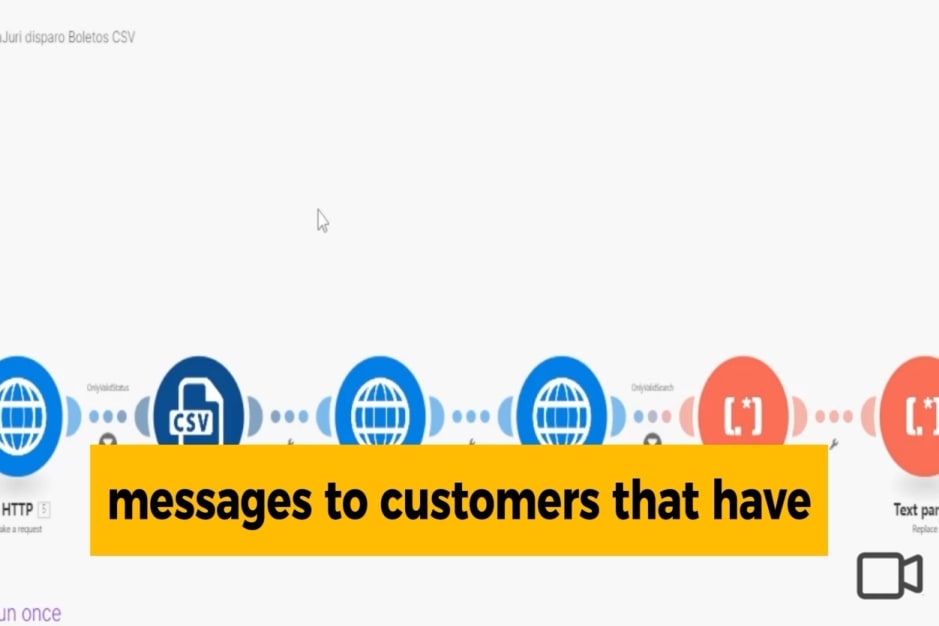 Juri disparo Boletos CSV
OnlyValidStatus
OnlyValidSearch
CSV
[.*]
[.*]
messages to customers that have
HTTP 5
Text par
ake a request
Replace
un once